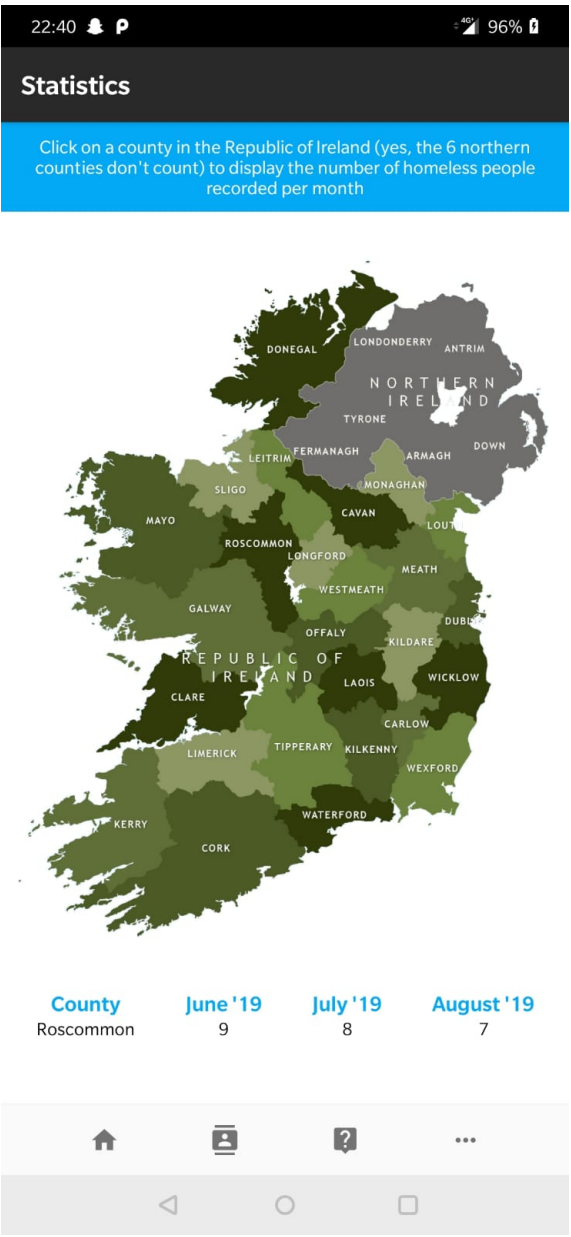 22:40
4G+ 96%
Statistics
Click on a county in the Republic of Ireland (yes, the 6 northern
counties don't count) to display the number of homeless people
recorded per month
DONEGAL
LONDONDERRY
ANTRIM
NORTHERN
IRELAND
TYRONE
FERMANAGH
ARMAGH
DOWN
LEITRIM
SLIGO
MONAGHAN
CAVAN
LOUTH
MAYO
ROSCOMMON
LONGFORD
MEATH
WESTMEATH
GALWAY
DUBLIN
OFFALY
KILDARE
REPUBLIC OF
IRELAND
LAOIS
WICKLOW
CLARE
CARLOW
TIPPERARY
KILKENNY
LIMERICK
WEXFORD
WATERFORD
KERRY
CORK
County June '19 July '19 August '19
Roscommon 9 8 7